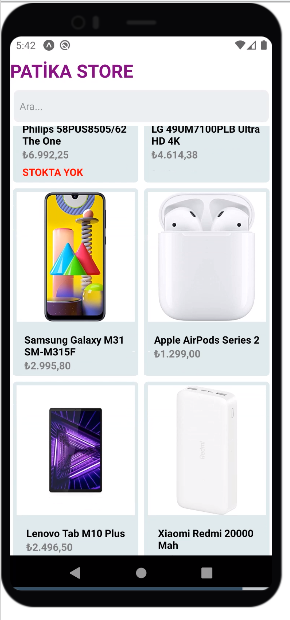 5:42
PATİKA STORE
Ara...
Philips 58PUS8505/62
The One
₺6.992,25
STOKTA YOK
LG 49UM7100PLB Ultra
HD 4K
₺4.614,38
Samsung Galaxy M31
SM-M315F
₺2.995,80
Apple AirPods Series 2
₺1.299,00
Lenovo Tab M10 Plus
₺2.496,50
Xiaomi Redmi 20000
Mah